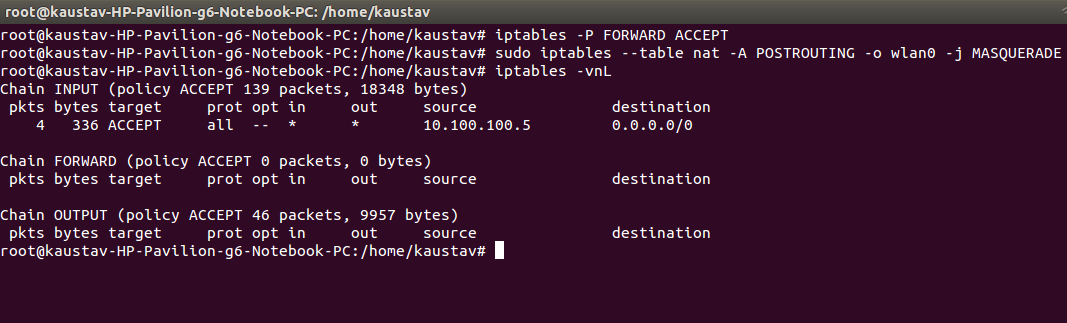 root@kaustav-HP-Pavilion-g6-Notebook-PC: /home/kaustav
root@kaustav-HP-Pavilion-g6-Notebook-PC:/home/kaustav# iptables -P FORWARD ACCEPT
root@kaustav-HP-Pavilion-g6-Notebook-PC:/home/kaustav# sudo iptables --table nat -A POSTROUTING -o wlan0 -j MASQUERADE
root@kaustav-HP-Pavilion-g6-Notebook-PC:/home/kaustav# iptables -vnL
Chain INPUT (policy ACCEPT 139 packets, 18348 bytes)
 pkts bytes target     prot opt in     out     source               destination
    4   336 ACCEPT     all  --  *      *       10.100.100.5         0.0.0.0/0

Chain FORWARD (policy ACCEPT 0 packets, 0 bytes)
 pkts bytes target     prot opt in     out     source               destination

Chain OUTPUT (policy ACCEPT 46 packets, 9957 bytes)
 pkts bytes target     prot opt in     out     source               destination
root@kaustav-HP-Pavilion-g6-Notebook-PC:/home/kaustav#